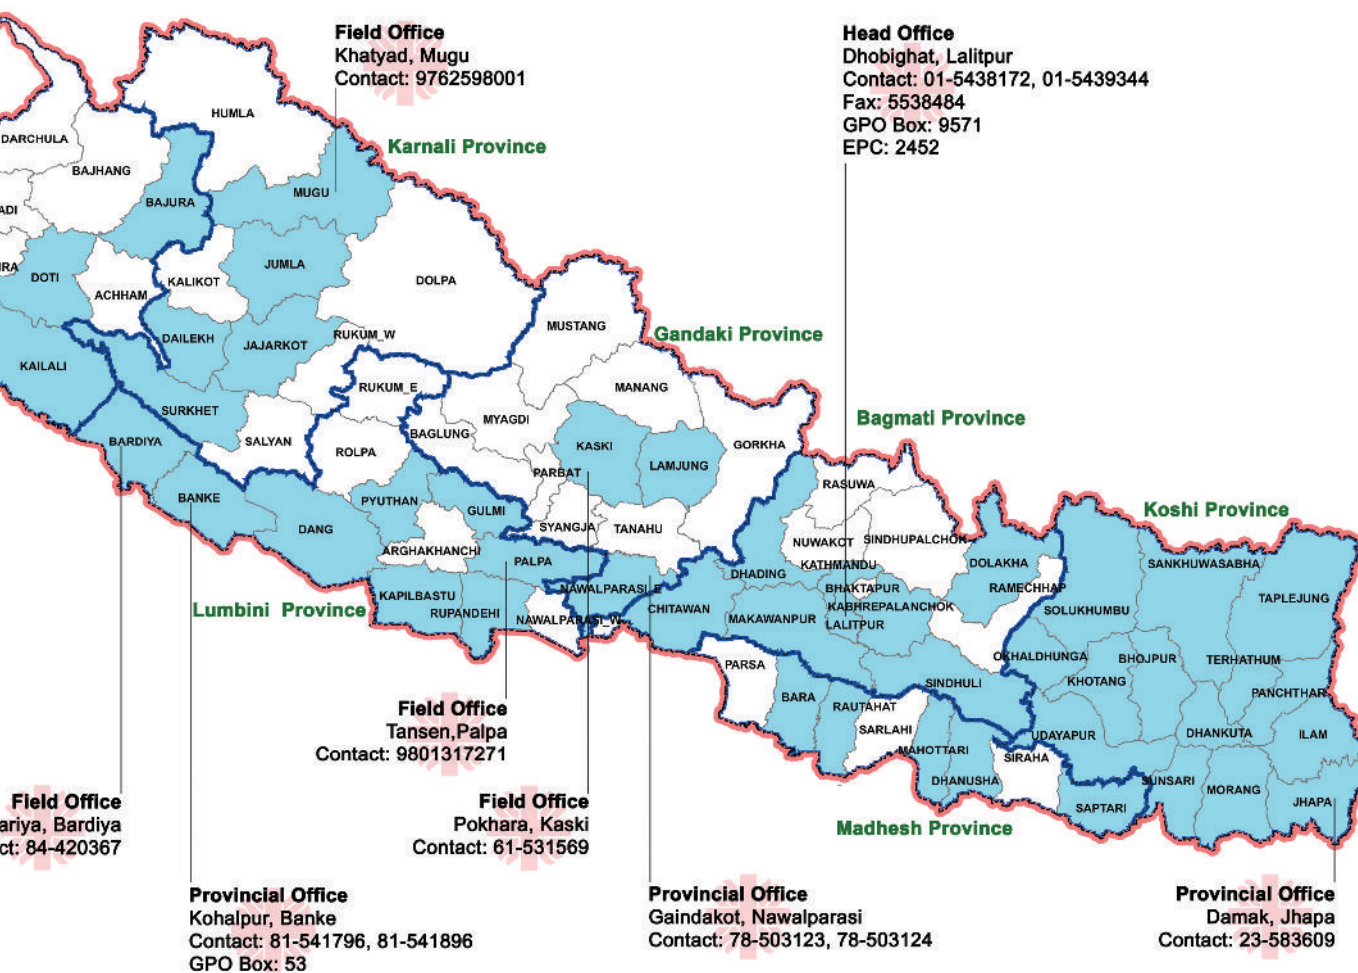 Field Office
Khatyad, Mugu
Contact: 9762598001
Head Office
Dhobighat, Lalitpur
Contact: 01-5438172, 01-5439344
Fax: 5538484
GPO Box: 9571
EPC: 2452
HUMLA
DARCHULA
Karnali Province
BAJHANG
MUGU
BAJURA
ADI
JUMLA
IRA
DOTI
KALIKOT
DOLPA
ACHHAM
MUSTANG
RUKUM_W
Gandaki Province
DAILEKH
JAJARKOT
KAILALI
RUKUM_E
MANANG
SURKHET
MYAGDI
Bagmati Province
BARDIYA
SALYAN
BAGLUNG
KASKI
GORKHA
ROLPA
LAMJUNG
PARBAT
RASUWA
BANKE
PYUTHAN
GULMI
Koshi Province
DANG
SYANGJA
TANAHU
NUWAKOT
SINDHUPALCHOK
ARGHAKHANCHI
PALPA
KATHMANDU
DOLAKHA
SANKHUWASABHA
DHADING
NAWALPARASI_E
BHAKTAPUR
RAMECHHAP
KAPILBASTU
RUPANDEHI
Lumbini Province
CHITAWAN
KABHREPALANCHOK
SOLUKHUMBU
TAPLEJUNG
NAWALPARASI_W
MAKAWANPUR
LALITPUR
OKHALDHUNGA
BHOJPUR
TERHATHUM
PARSA
KHOTANG
SINDHULI
PANCHTHAR
BARA
RAUTAHAT
SARLAHI
UDAYAPUR
DHANKUTA
ILAM
MAHOTTARI
SIRAHA
DHANUSHA
SUNSARI
MORANG
JHAPA
SAPTARI
Madhesh Province
Field Office
Tansen,Palpa
Contact: 9801317271
Field Office
ariya, Bardiya
ct: 84-420367
Field Office
Pokhara, Kaski
Contact: 61-531569
Provincial Office
Kohalpur, Banke
Contact: 81-541796, 81-541896
GPO Box: 53
Provincial Office
Gaindakot, Nawalparasi
Contact: 78-503123, 78-503124
Provincial Office
Damak, Jhapa
Contact: 23-583609